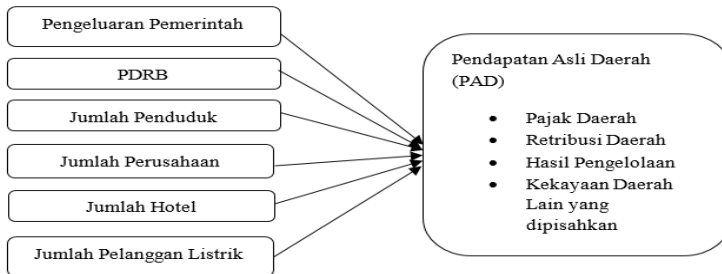 Pengeluaran Pemerintah
PDRB
Jumlah Penduduk
Jumlah Perusahaan
Jumlah Hotel
Jumlah Pelanggan Listrik
Pendapatan Asli Daerah
(PAD)
• Pajak Daerah
• Retribusi Daerah
• Hasil Pengelolaan
• Kekayaan Daerah
Lain yang
dipisahkan